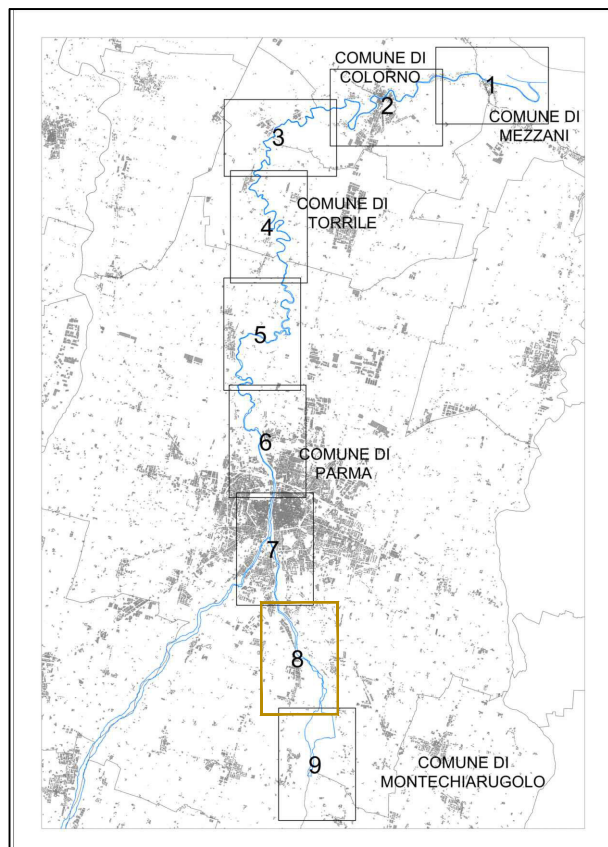 COMUNE DI
COLORNO
1
2
COMUNE DI
MEZZANI
3
COMUNE DI
TORRILE
4
5
6
COMUNE DI
PARMA
7
8
9
COMUNE DI
MONTECHIARUGOLO